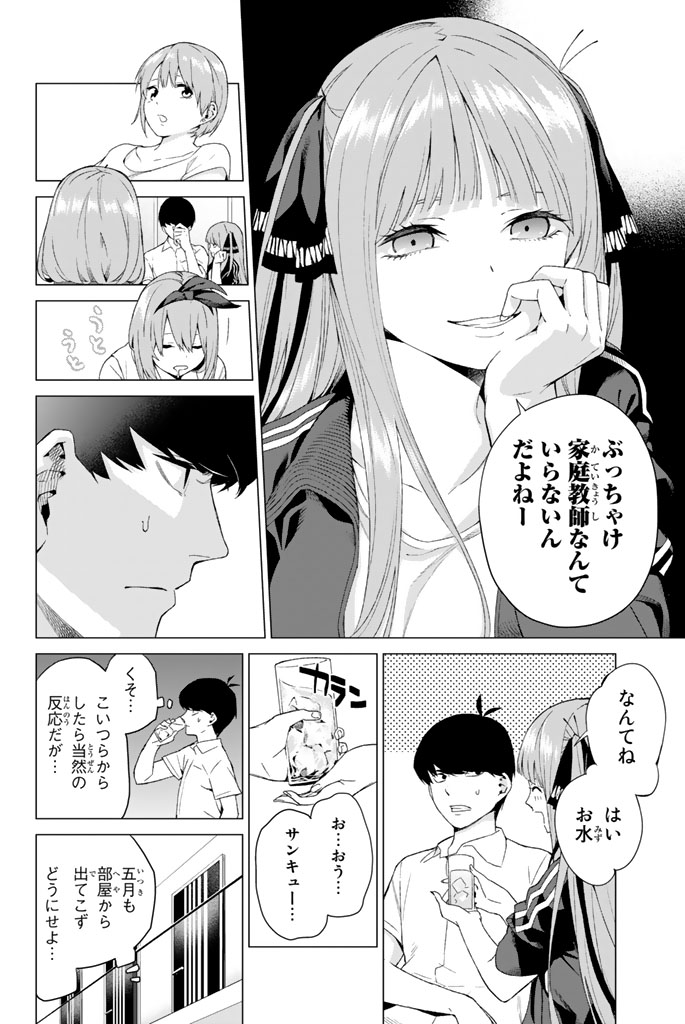 ぶっちゃけ
家庭教師なんて
いらないん
だよねー
うと
うと
なんてね
はい
お水
カラン
お…おう…
サンキュー…
くそ…
こいつらから
したら当然の
反応だが…
五月も
部屋から
出てこず
どうにせよ…